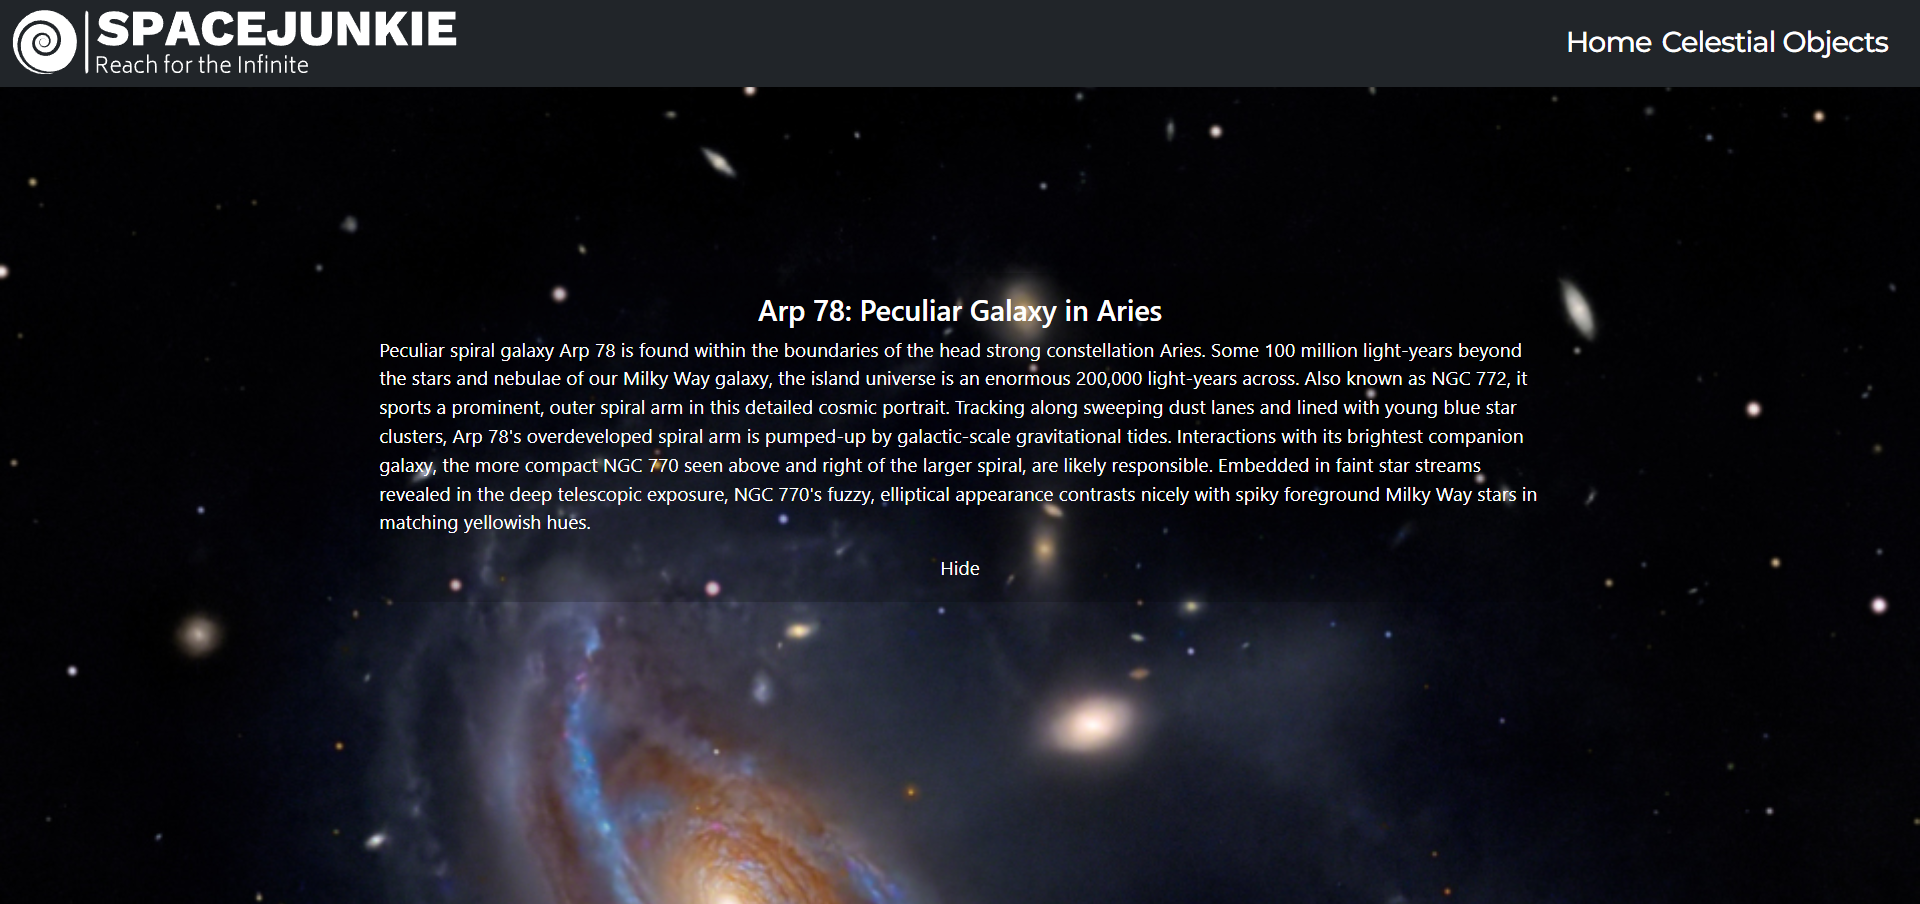 SPACEJUNKIE
Reach for the Infinite
Home Celestial Objects
Arp 78: Peculiar Galaxy in Aries
Peculiar spiral galaxy Arp 78 is found within the boundaries of the head strong constellation Aries. Some 100 million light-years beyond
the stars and nebulae of our Milky Way galaxy, the island universe is an enormous 200,000 light-years across. Also known as NGC 772, it
sports a prominent, outer spiral arm in this detailed cosmic portrait. Tracking along sweeping dust lanes and lined with young blue star
clusters, Arp 78's overdeveloped spiral arm is pumped-up by galactic-scale gravitational tides. Interactions with its brightest companion
galaxy, the more compact NGC 770 seen above and right of the larger spiral, are likely responsible. Embedded in faint star streams
revealed in the deep telescopic exposure, NGC 770's fuzzy, elliptical appearance contrasts nicely with spiky foreground Milky Way stars in
matching yellowish hues.
Hide